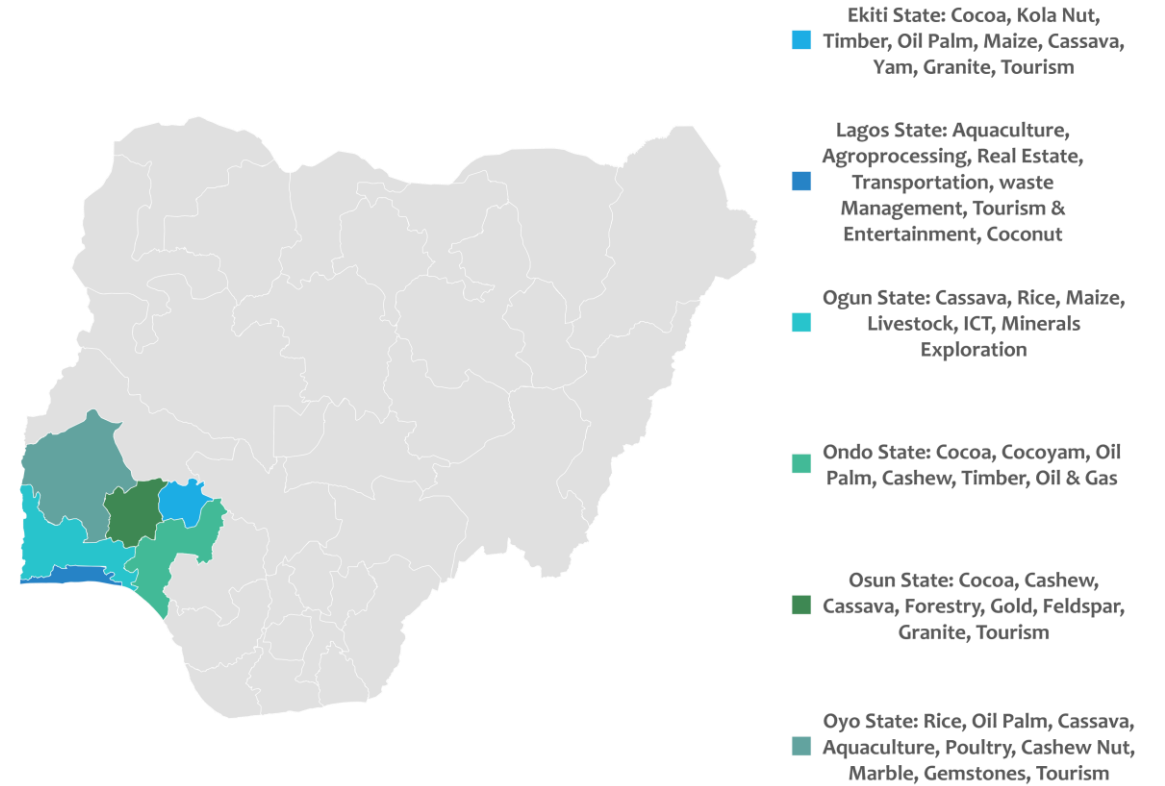 Ekiti State: Cocoa, Kola Nut,
Timber, Oil Palm, Maize, Cassava,
Yam, Granite, Tourism
Lagos State: Aquaculture,
Agroprocessing, Real Estate,
Transportation, waste
Management, Tourism &
Entertainment, Coconut
Ogun State: Cassava, Rice, Maize,
Livestock, ICT, Minerals
Exploration
Ondo State: Cocoa, Cocoyam, Oil
Palm, Cashew, Timber, Oil & Gas
Osun State: Cocoa, Cashew,
Cassava, Forestry, Gold, Feldspar,
Granite, Tourism
Oyo State: Rice, Oil Palm, Cassava,
Aquaculture, Poultry, Cashew Nut,
Marble, Gemstones, Tourism